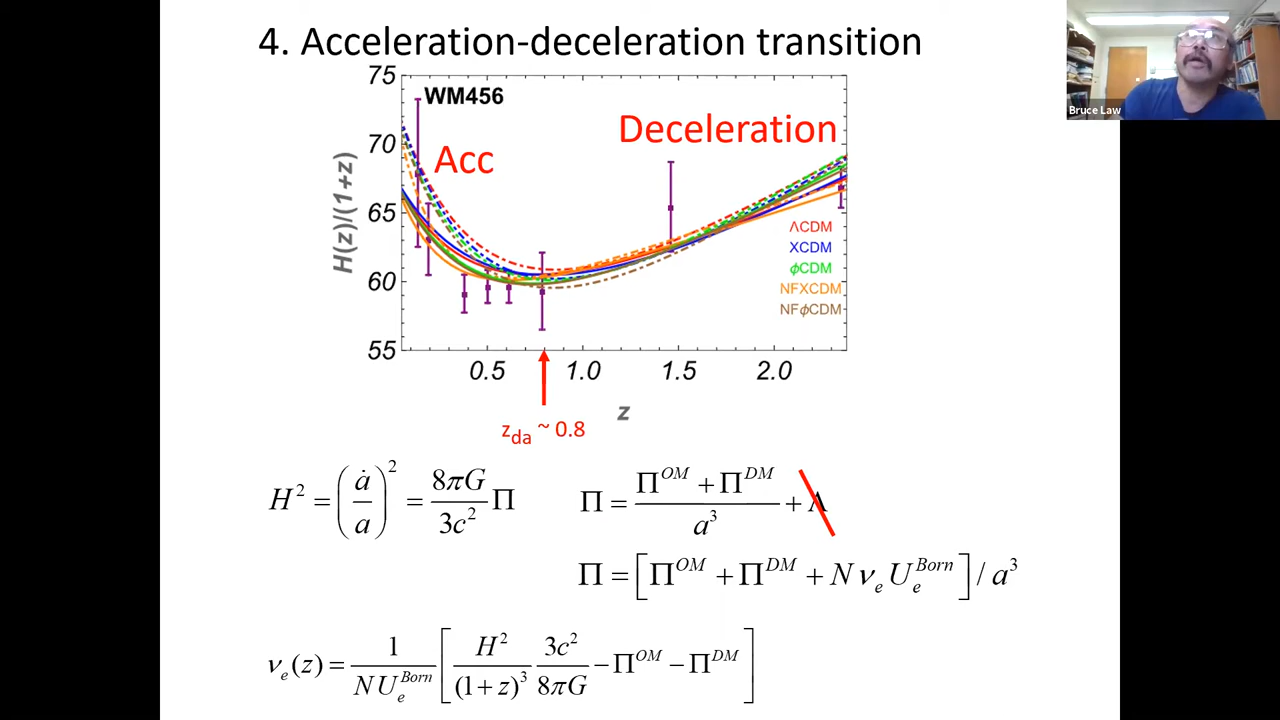 4. Acceleration-deceleration transition
Bruce Law
75
70
65
60
55
H(z)/(1+z)
WM456
Acc
Deceleration
ΛCDM
XCDM
ϕCDM
NFXCDM
NFϕCDM
0.5 1.0 1.5 2.0
z
z_da ~ 0.8
H² = (ȧ/a)² = 8πG/3c² Π
Π = (Π^OM + Π^DM)/a³ + Λ
Π = [Π^OM + Π^DM + N ν_e U_e^Born] / a³
ν_e(z) = 1/(N U_e^Born) [H²/(1+z)³ 3c²/8πG − Π^OM − Π^DM]